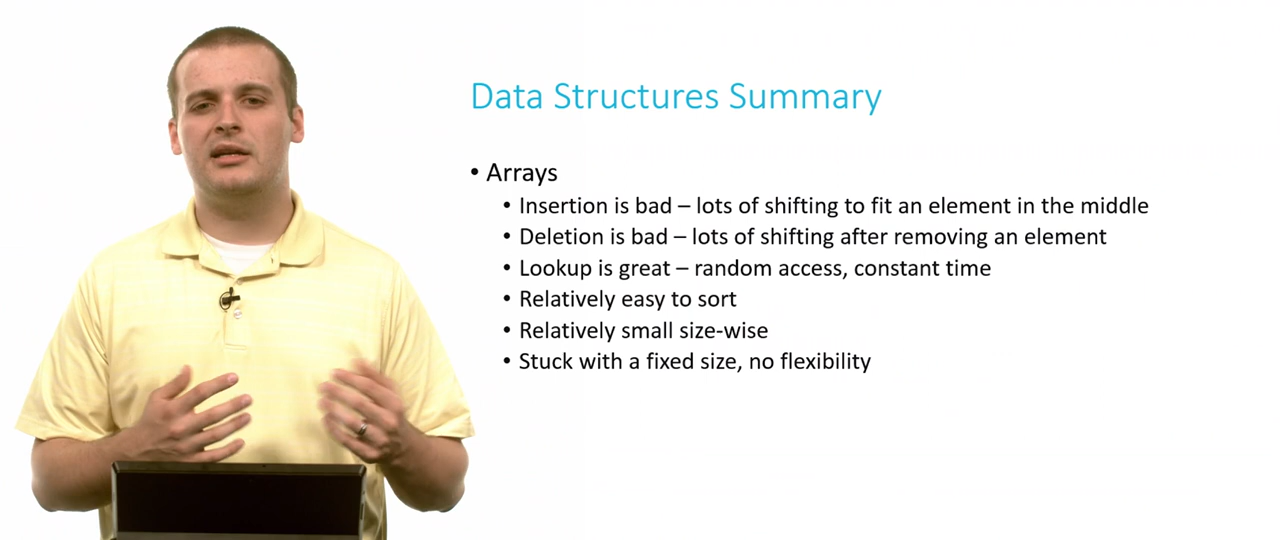 Data Structures Summary
• Arrays
• Insertion is bad – lots of shifting to fit an element in the middle
• Deletion is bad – lots of shifting after removing an element
• Lookup is great – random access, constant time
• Relatively easy to sort
• Relatively small size-wise
• Stuck with a fixed size, no flexibility